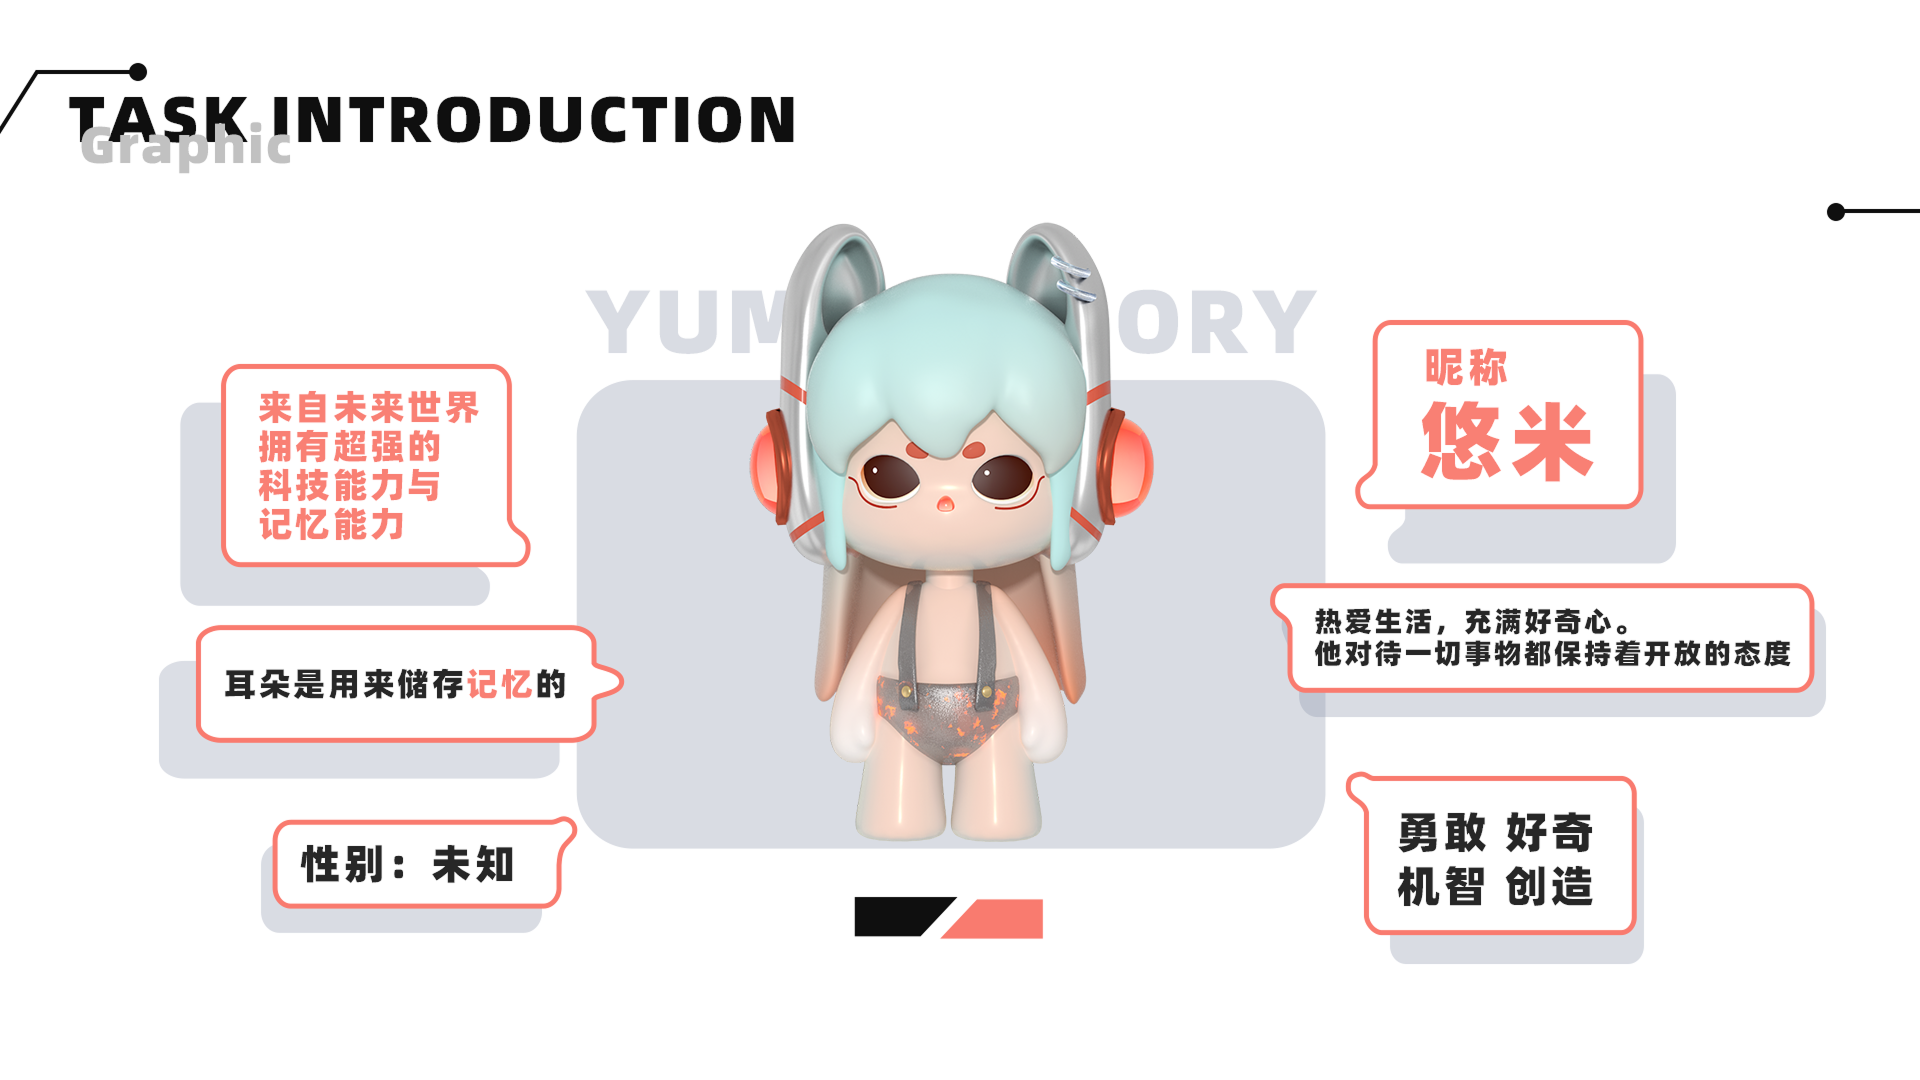 TASK INTRODUCTION
Graphic
来自未来世界
拥有超强的
科技能力与
记忆能力
耳朵是用来储存记忆的
性别：未知
昵称
悠米
热爱生活，充满好奇心。
他对待一切事物都保持着开放的态度
勇敢 好奇
机智 创造